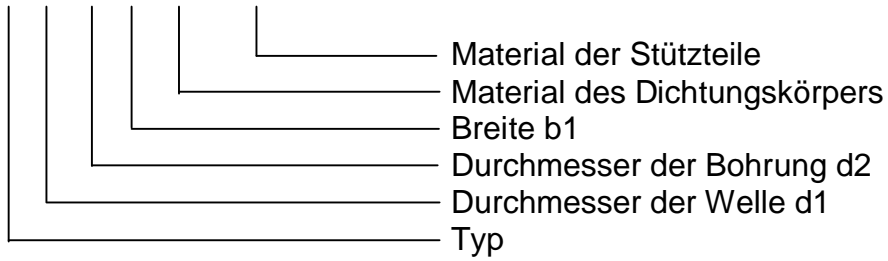 Material der Stützteile
Material des Dichtungskörpers
Breite b1
Durchmesser der Bohrung d2
Durchmesser der Welle d1
Typ